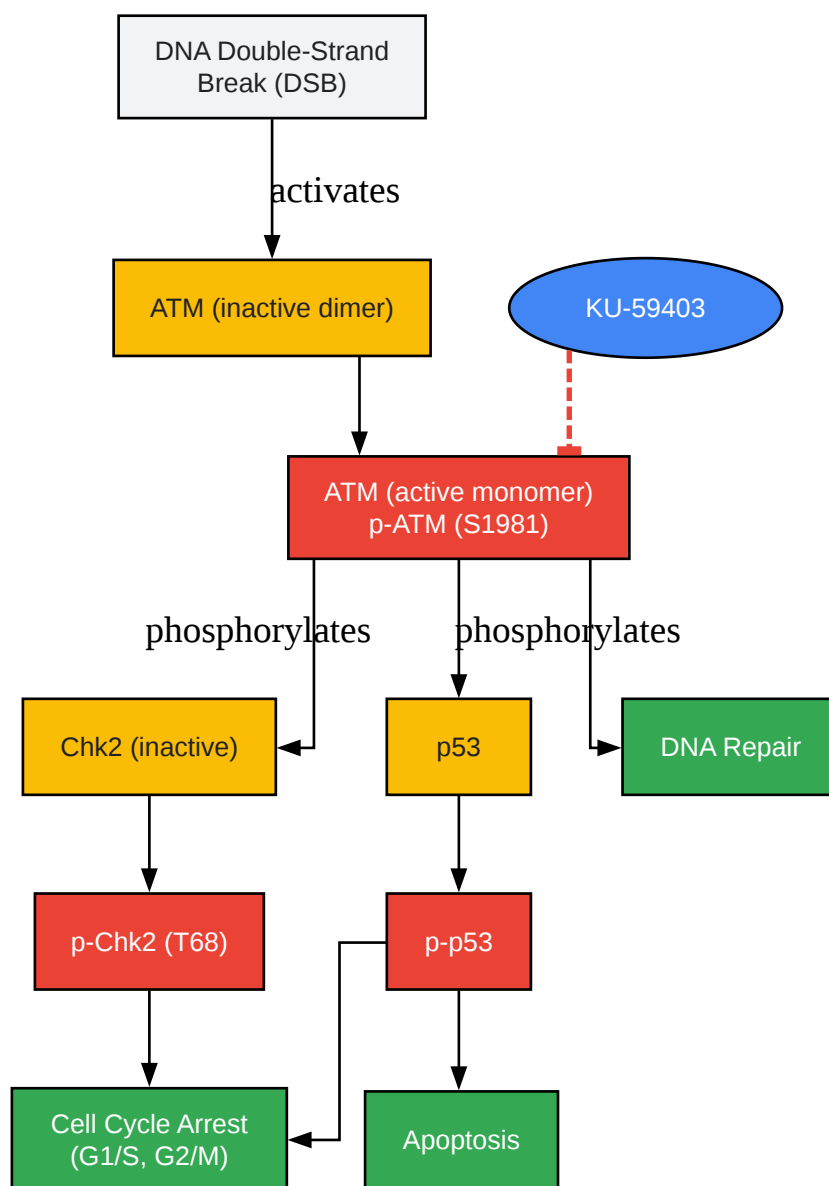 DNA Double-Strand
Break (DSB)
activates
ATM (inactive dimer)
KU-59403
ATM (active monomer)
p-ATM (S1981)
phosphorylates
phosphorylates
Chk2 (inactive)
p53
DNA Repair
p-Chk2 (T68)
p-p53
Cell Cycle Arrest
(G1/S, G2/M)
Apoptosis